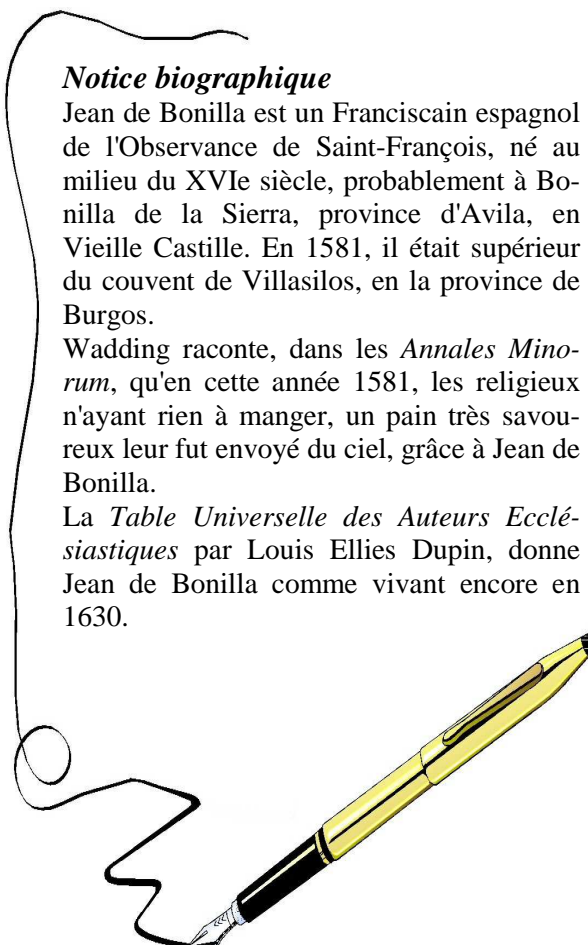 Notice biographique
Jean de Bonilla est un Franciscain espagnol
de l'Observance de Saint-François, né au
milieu du XVIe siècle, probablement à Bo-
nilla de la Sierra, province d'Avila, en
Vieille Castille. En 1581, il était supérieur
du couvent de Villasilos, en la province de
Burgos.
Wadding raconte, dans les Annales Mino-
rum, qu'en cette année 1581, les religieux
n'ayant rien à manger, un pain très savou-
reux leur fut envoyé du ciel, grâce à Jean de
Bonilla.
La Table Universelle des Auteurs Ecclé-
siastiques par Louis Ellies Dupin, donne
Jean de Bonilla comme vivant encore en
1630.